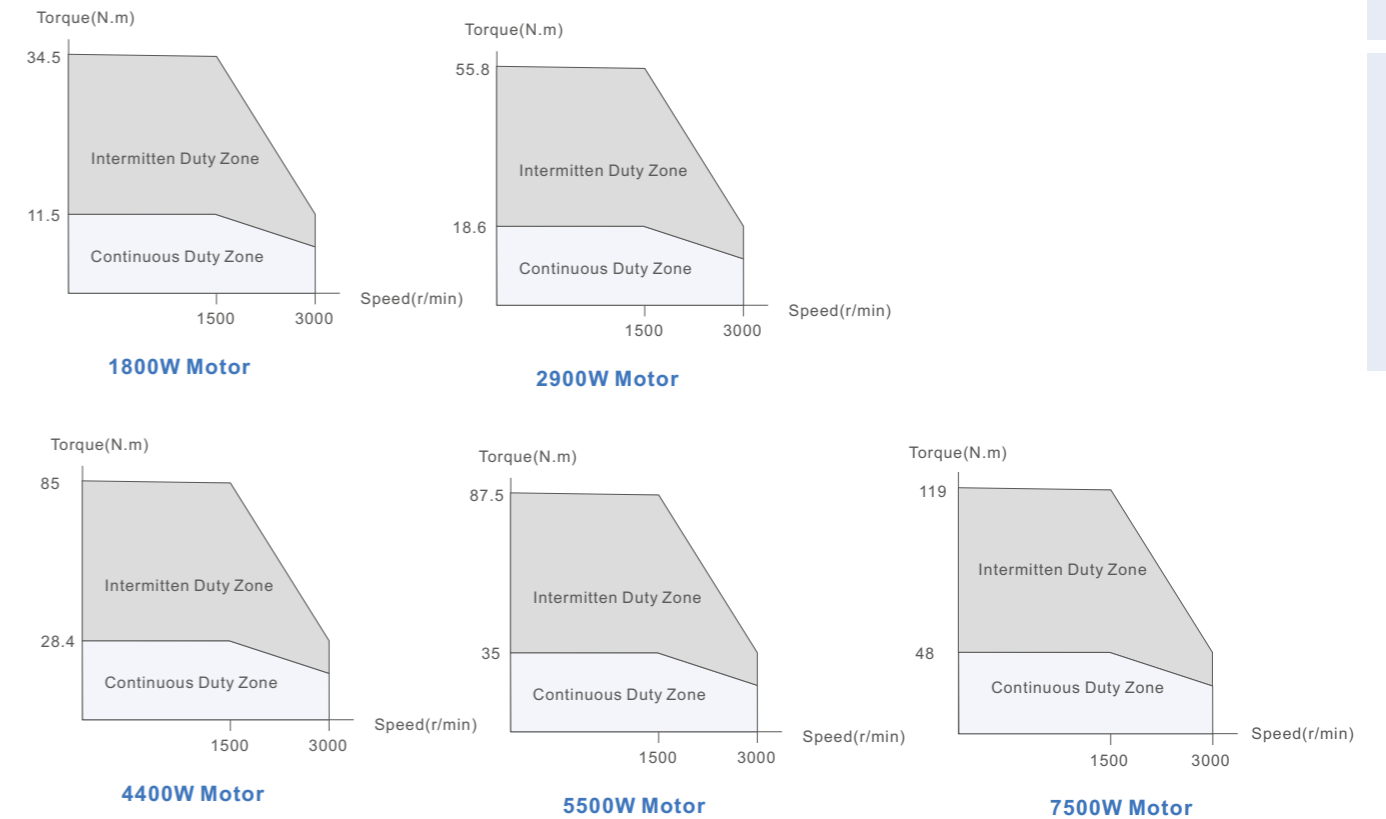 Torque(N.m)
34.5
Intermitten Duty Zone
11.5
Continuous Duty Zone
Speed(r/min)
1500 3000
1800W Motor
Torque(N.m)
55.8
Intermitten Duty Zone
18.6
Continuous Duty Zone
Speed(r/min)
1500 3000
2900W Motor
Torque(N.m)
85
Intermitten Duty Zone
28.4
Continuous Duty Zone
Speed(r/min)
1500 3000
4400W Motor
Torque(N.m)
87.5
Intermitten Duty Zone
35
Continuous Duty Zone
Speed(r/min)
1500 3000
5500W Motor
Torque(N.m)
119
Intermitten Duty Zone
48
Continuous Duty Zone
Speed(r/min)
1500 3000
7500W Motor